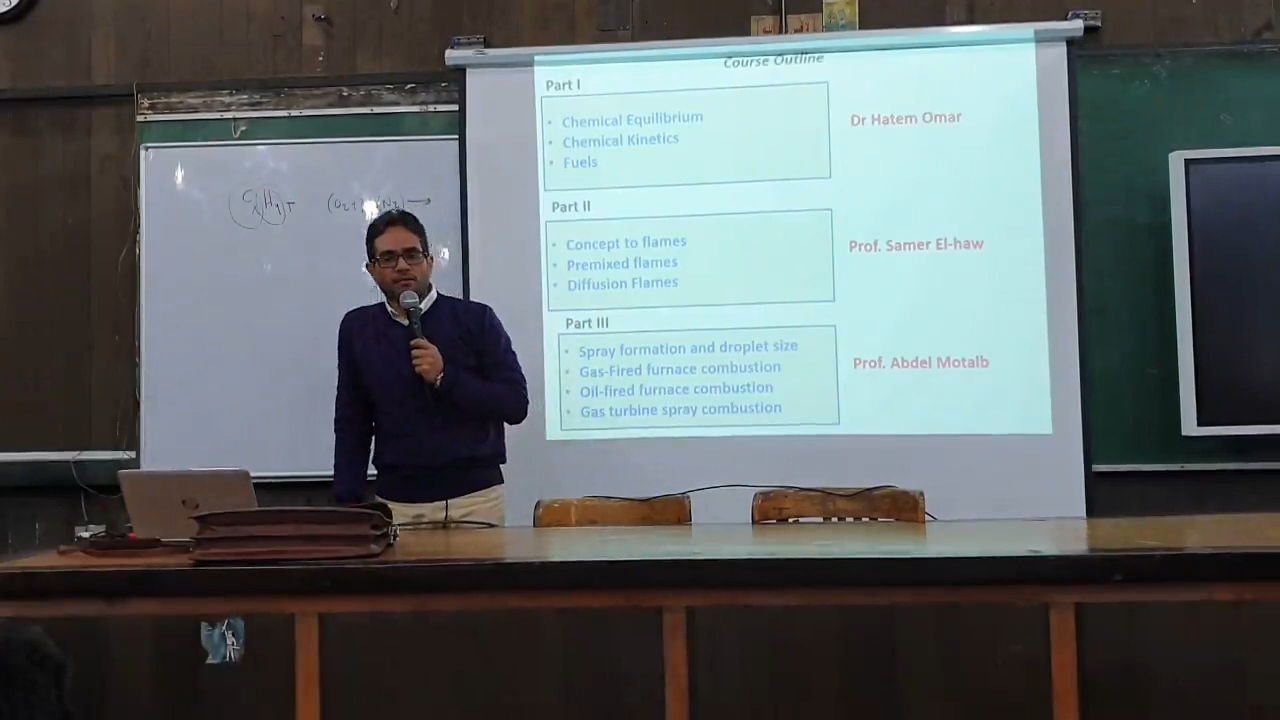 Course Outline
Part I
• Chemical Equilibrium
• Chemical Kinetics
• Fuels
Dr Hatem Omar
Part II
• Concept to flames
• Premixed flames
• Diffusion Flames
Prof. Samer El-haw
Part III
• Spray formation and droplet size
• Gas-Fired furnace combustion
• Oil-fired furnace combustion
• Gas turbine spray combustion
Prof. Abdel Motalb